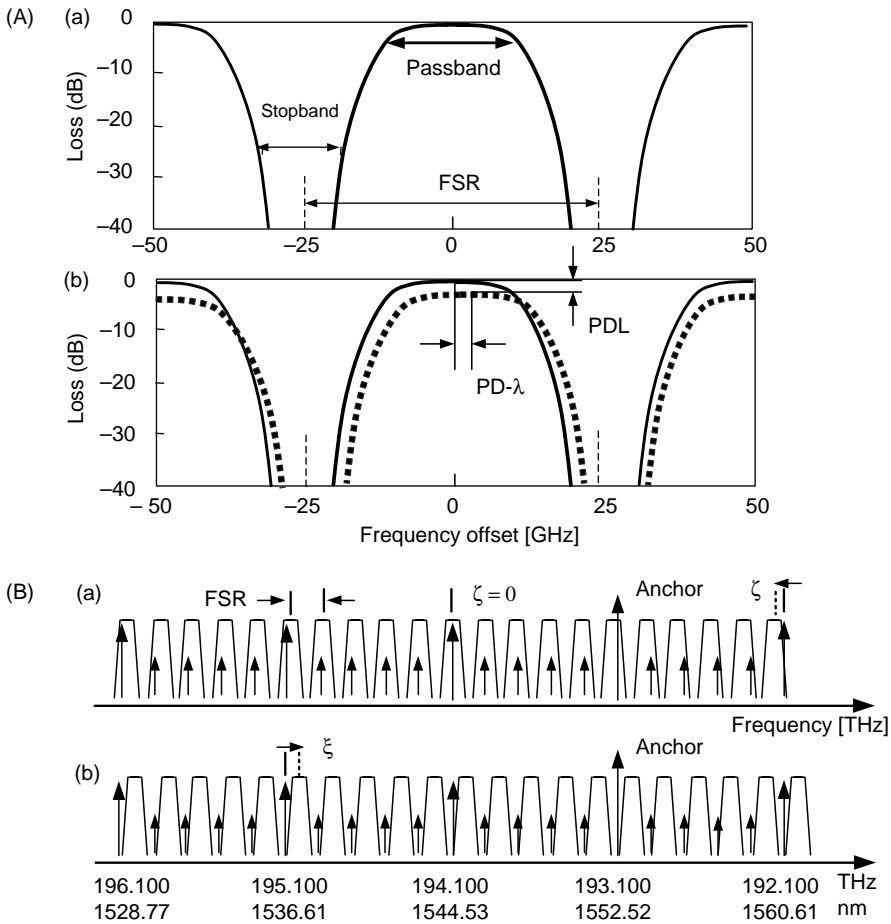 (A) (a)
0
−10
−20
−30
−40
Loss (dB)
Passband
Stopband
FSR
−50 −25 0 25 50
(b)
0
−10
−20
−30
−40
Loss (dB)
PDL
PD-λ
− 50 −25 0 25 50
Frequency offset [GHz]
(B) (a)
FSR ζ = 0 Anchor ζ
Frequency [THz]
(b)
ξ Anchor
196.100 195.100 194.100 193.100 192.100 THz
1528.77 1536.61 1544.53 1552.52 1560.61 nm